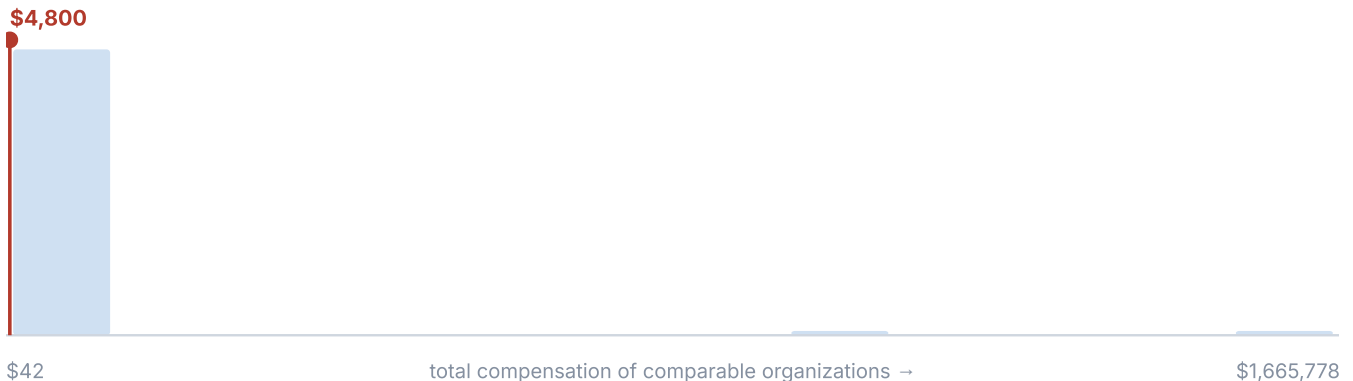 $4,800
$42 total compensation of comparable organizations → $1,665,778